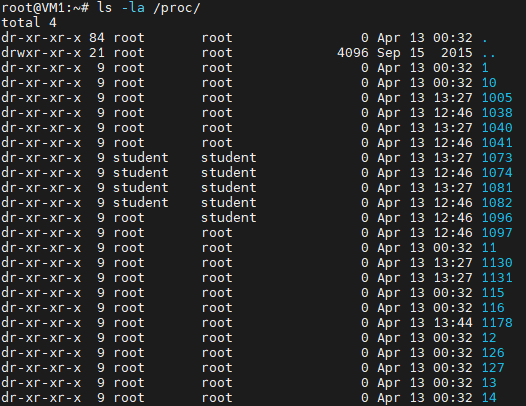 root@VM1:~# ls -la /proc/
total 4
dr-xr-xr-x 84 root      root                 0 Apr 13 00:32 .
drwxr-xr-x 21 root      root              4096 Sep 15  2015 ..
dr-xr-xr-x  9 root      root                 0 Apr 13 00:32 1
dr-xr-xr-x  9 root      root                 0 Apr 13 00:32 10
dr-xr-xr-x  9 root      root                 0 Apr 13 13:27 1005
dr-xr-xr-x  9 root      root                 0 Apr 13 12:46 1038
dr-xr-xr-x  9 root      root                 0 Apr 13 13:27 1040
dr-xr-xr-x  9 root      root                 0 Apr 13 12:46 1041
dr-xr-xr-x  9 student   student              0 Apr 13 13:27 1073
dr-xr-xr-x  9 student   student              0 Apr 13 12:46 1074
dr-xr-xr-x  9 student   student              0 Apr 13 13:27 1081
dr-xr-xr-x  9 student   student              0 Apr 13 12:46 1082
dr-xr-xr-x  9 root      student              0 Apr 13 12:46 1096
dr-xr-xr-x  9 root      root                 0 Apr 13 12:46 1097
dr-xr-xr-x  9 root      root                 0 Apr 13 00:32 11
dr-xr-xr-x  9 root      root                 0 Apr 13 13:27 1130
dr-xr-xr-x  9 root      root                 0 Apr 13 13:27 1131
dr-xr-xr-x  9 root      root                 0 Apr 13 00:32 115
dr-xr-xr-x  9 root      root                 0 Apr 13 00:32 116
dr-xr-xr-x  9 root      root                 0 Apr 13 13:44 1178
dr-xr-xr-x  9 root      root                 0 Apr 13 00:32 12
dr-xr-xr-x  9 root      root                 0 Apr 13 00:32 126
dr-xr-xr-x  9 root      root                 0 Apr 13 00:32 127
dr-xr-xr-x  9 root      root                 0 Apr 13 00:32 13
dr-xr-xr-x  9 root      root                 0 Apr 13 00:32 14